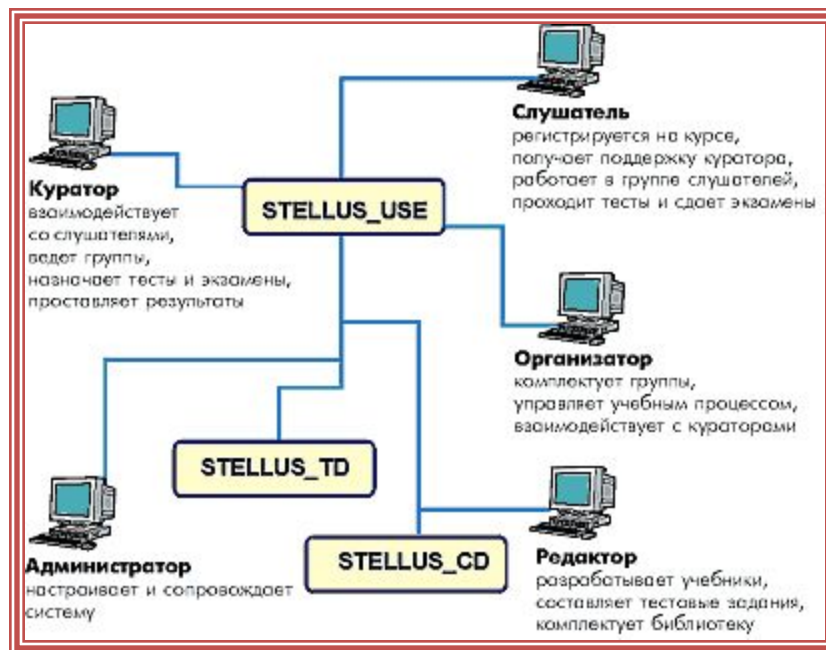 Слушатель
регистрируется на курсе,
получает поддержку куратора,
работает в группе слушателей,
проходит тесты и сдает экзамены
Куратор
взаимодействует
со слушателями,
ведет группы,
назначает тесты и экзамены,
проставляет результаты
STELLUS_USE
Организатор
комплектует группы,
управляет учебным процессом,
взаимодействует с кураторами
STELLUS_TD
STELLUS_CD
Администратор
настраивает и сопровождает
систему
Редактор
разрабатывает учебники,
составляет тестовые задания,
комплектует библиотеку